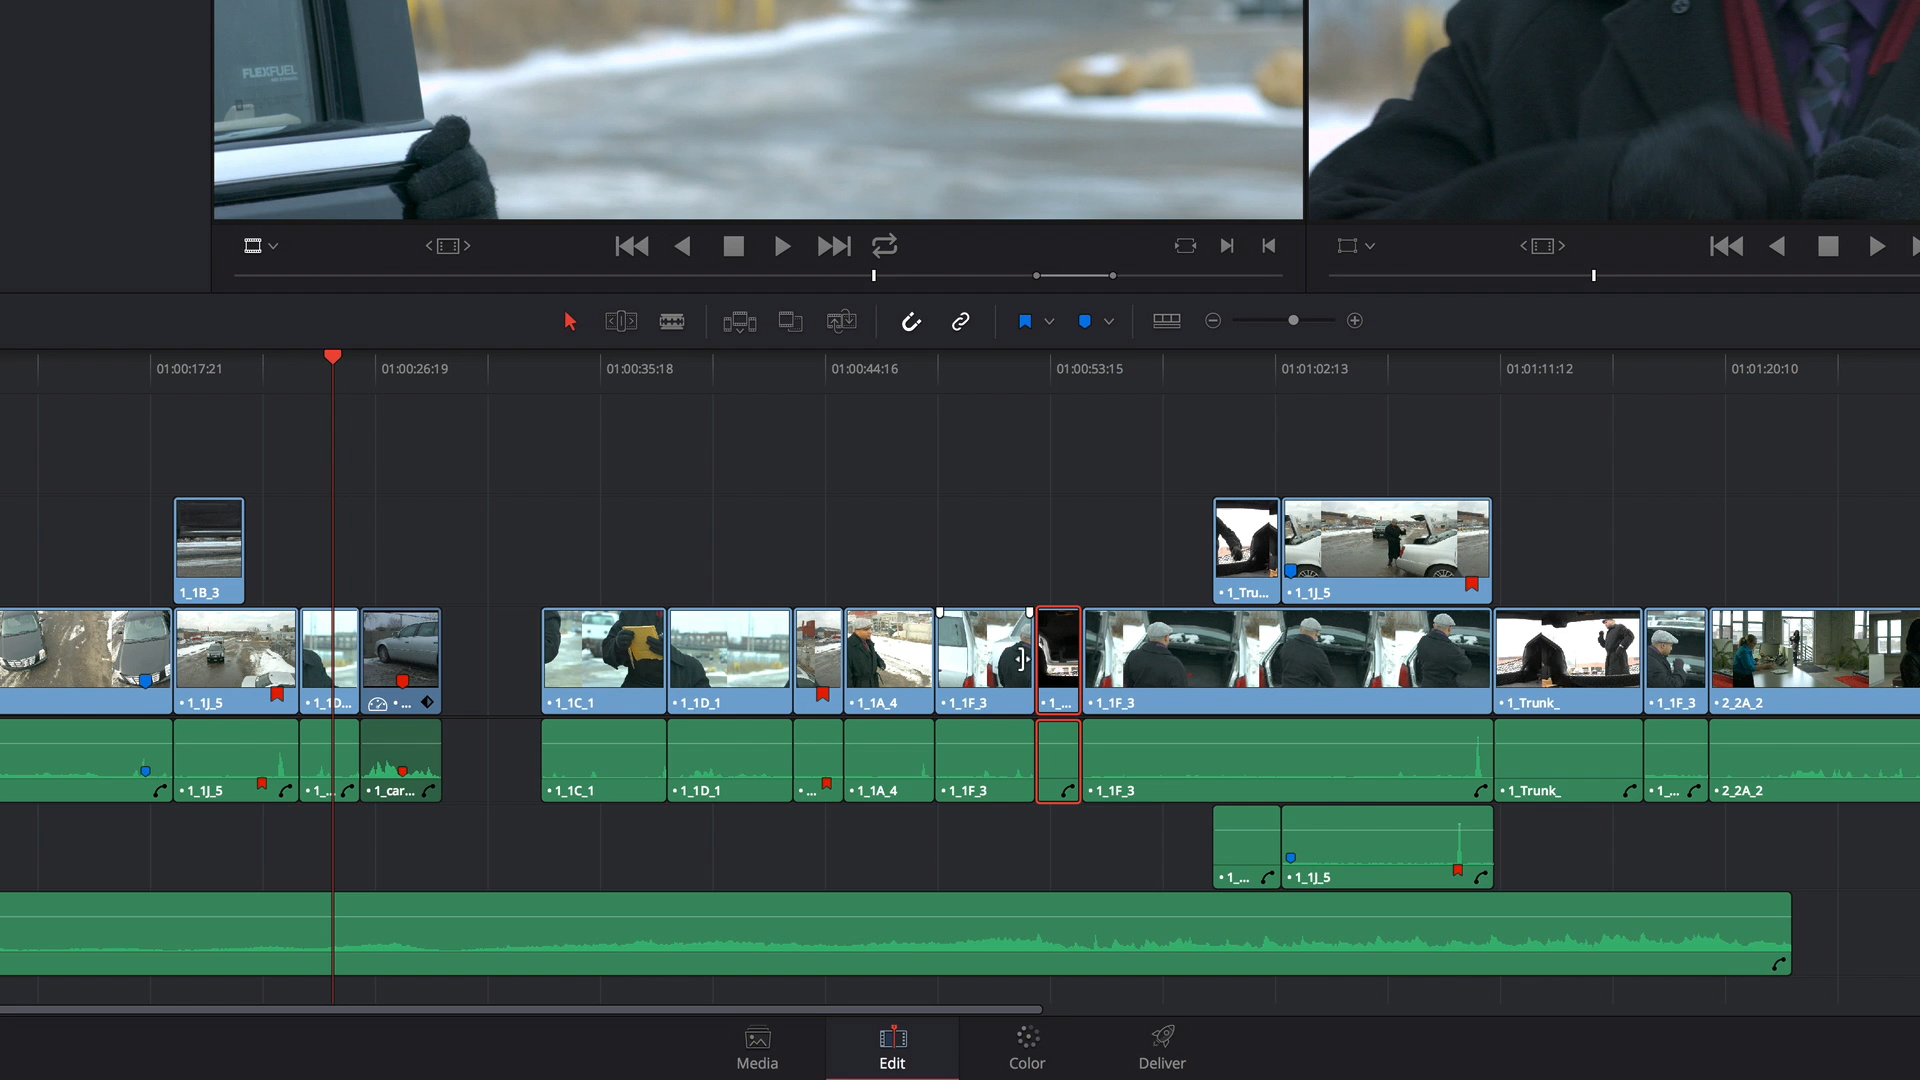 FLEXFUEL
01:00:17:21
01:00:26:19
01:00:35:18
01:00:44:16
01:00:53:15
01:01:02:13
01:01:11:12
01:01:20:10
1_1B_3
• 1_Tru...
• 1_1J_5
• 1_1J_5
• 1_1D...
• ...
• 1_1C_1
• 1_1D_1
• 1_1A_4
• 1_1F_3
• 1_...
• 1_1F_3
• 1_Trunk_
• 1_1F_3
• 2_2A_2
• 1_1J_5
• 1_...
• 1_car...
• 1_1C_1
• 1_1D_1
• ...
• 1_1A_4
• 1_1F_3
• 1_1F_3
• 1_Trunk_
• 1_...
• 2_2A_2
• 1_...
• 1_1J_5
Media
Edit
Color
Deliver